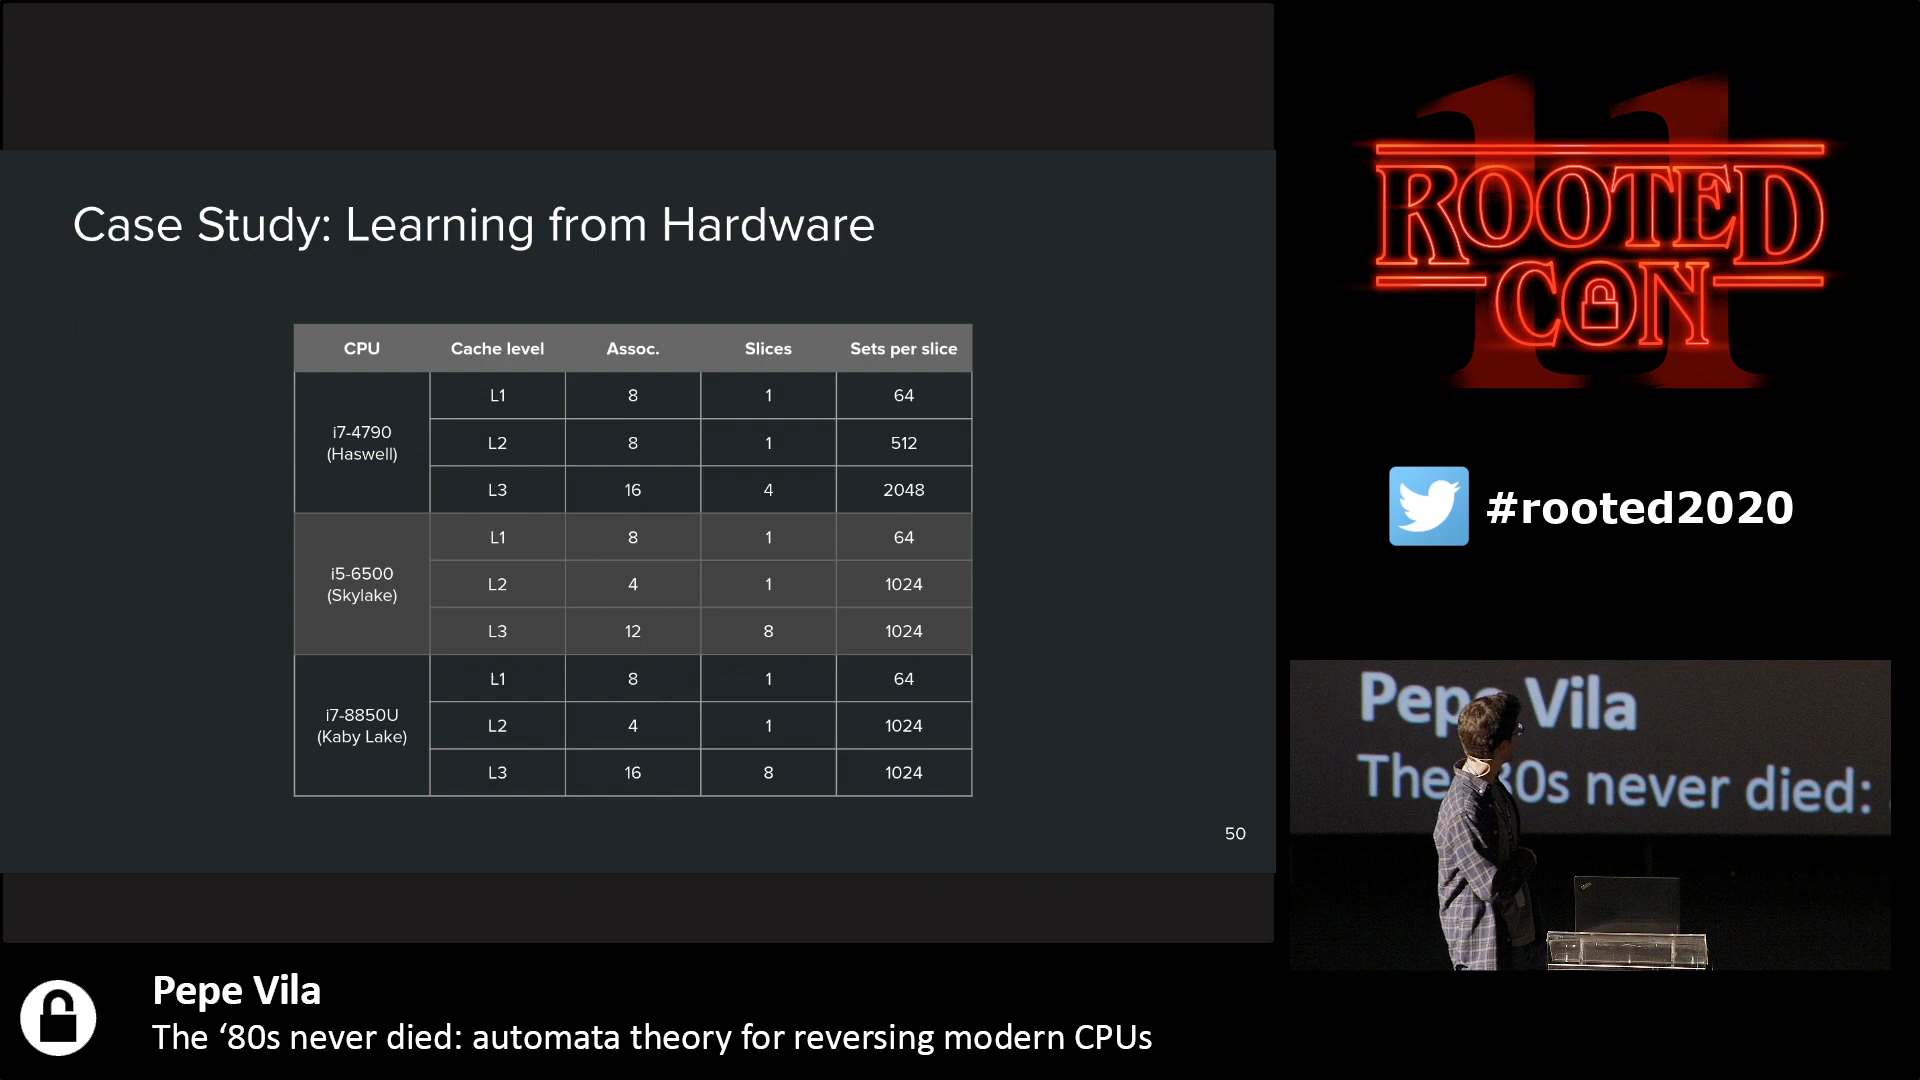 Case Study: Learning from Hardware
CPU Cache level Assoc. Slices Sets per slice
i7-4790
(Haswell)
L1 8 1 64
L2 8 1 512
L3 16 4 2048
i5-6500
(Skylake)
L1 8 1 64
L2 4 1 1024
L3 12 8 1024
i7-8850U
(Kaby Lake)
L1 8 1 64
L2 4 1 1024
L3 16 8 1024
50
11
ROOTED
CON
#rooted2020
Pepe Vila
The '80s never died:
Pepe Vila
The ‘80s never died: automata theory for reversing modern CPUs